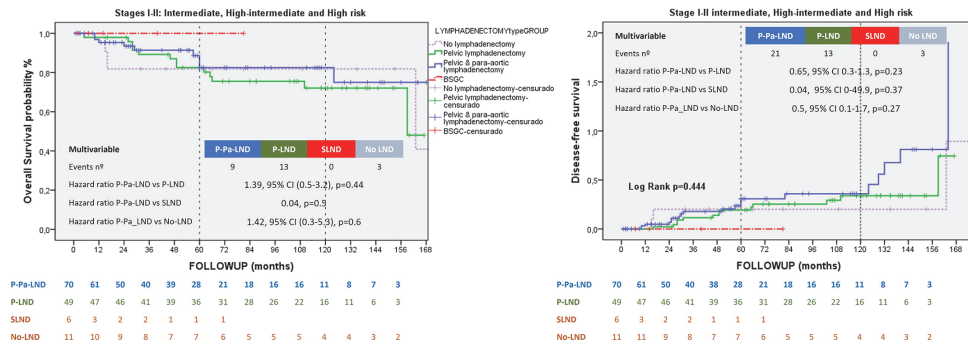 Stages I-II: Intermediate, High-intermediate and High risk
Overall Survival probability %
1,0
0,8
0,6
0,4
0,2
0,0
LYMPHADENECTOMYtypeGROUP
No lymphadenectomy
Pelvic lymphadenectomy
Pelvic & para-aortic lymphadenectomy
BSGC
No lymphadenectomy-censurado
Pelvic lymphadenectomy-censurado
Pelvic & para-aortic lymphadenectomy-censurado
BSGC-censurado
Multivariable
P-Pa-LND P-LND SLND No LND
Events nº 9 13 0 3
Hazard ratio P-Pa-LND vs P-LND 1.39, 95% CI (0.5-3.2), p=0.44
Hazard ratio P-Pa-LND vs SLND 0.04, p=0.5
Hazard ratio P-Pa_LND vs No-LND 1.42, 95% CI (0.3-5.3), p=0.6
0 12 24 36 48 60 72 84 96 108 120 132 144 156 168
FOLLOWUP (months)
P-Pa-LND 70 61 50 40 39 28 21 18 16 16 11 8 7 3
P-LND 49 47 46 41 39 36 31 28 26 22 16 11 6 3
SLND 6 3 2 2 1 1 1
No-LND 11 10 9 8 7 7 6 5 5 5 4 4 3 2
Stage I-II intermediate, High-intermediate and High risk
Disease-free survival
2,0
1,5
1,0
0,5
0,0
Multivariable
P-Pa-LND P-LND SLND No LND
Events nº 21 13 0 3
Hazard ratio P-Pa-LND vs P-LND 0.65, 95% CI 0.3-1.3, p=0.23
Hazard ratio P-Pa-LND vs SLND 0.04, 95% CI 0-49.9, p=0.37
Hazard ratio P-Pa_LND vs No-LND 0.5, 95% CI 0.1-1.7, p=0.27
Log Rank p=0.444
0 12 24 36 48 60 72 84 96 108 120 132 144 156 168
FOLLOWUP (months)
P-Pa-LND 70 61 50 40 38 28 21 18 16 16 11 8 7 3
P-LND 49 47 46 41 39 36 31 28 26 22 16 11 6 3
SLND 6 3 2 2 1 1 1
No-LND 11 11 9 8 7 7 6 5 5 5 4 4 3 2